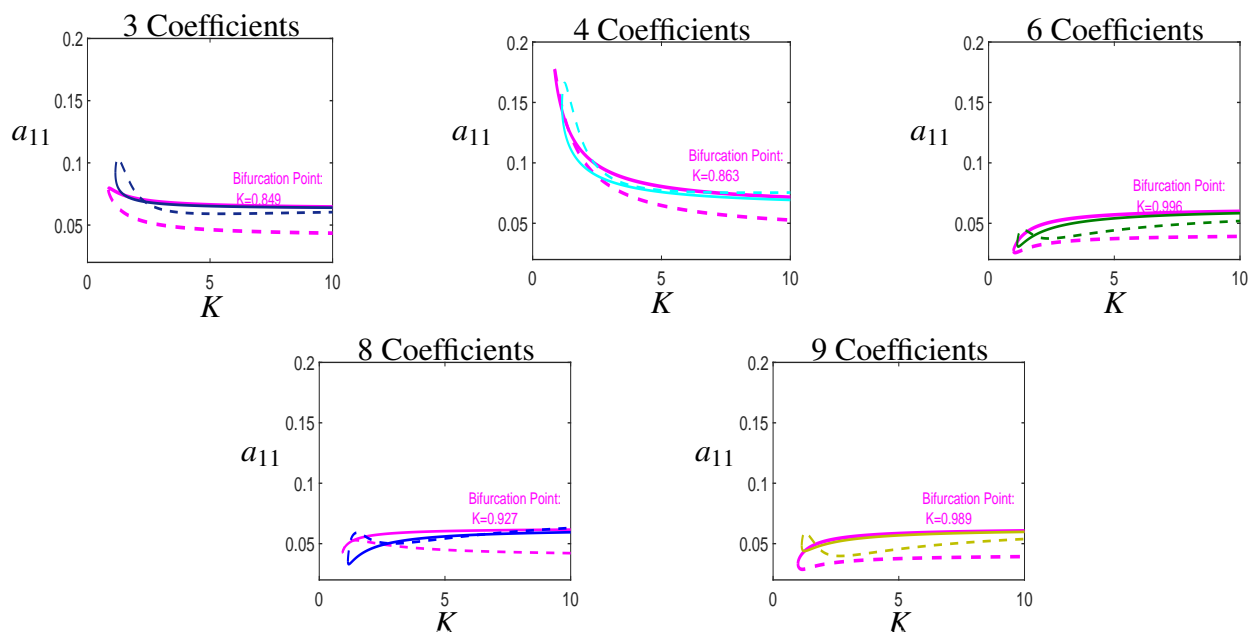 3 Coefficients
0.2
0.15
a11
0.1
0.05
Bifurcation Point:
K=0.849
0
5
10
K
4 Coefficients
0.2
0.15
a11
0.1
0.05
Bifurcation Point:
K=0.863
0
5
10
K
6 Coefficients
0.2
0.15
a11
0.1
0.05
Bifurcation Point:
K=0.996
0
5
10
K
8 Coefficients
0.2
0.15
a11
0.1
0.05
Bifurcation Point:
K=0.927
0
5
10
K
9 Coefficients
0.2
0.15
a11
0.1
0.05
Bifurcation Point:
K=0.989
0
5
10
K